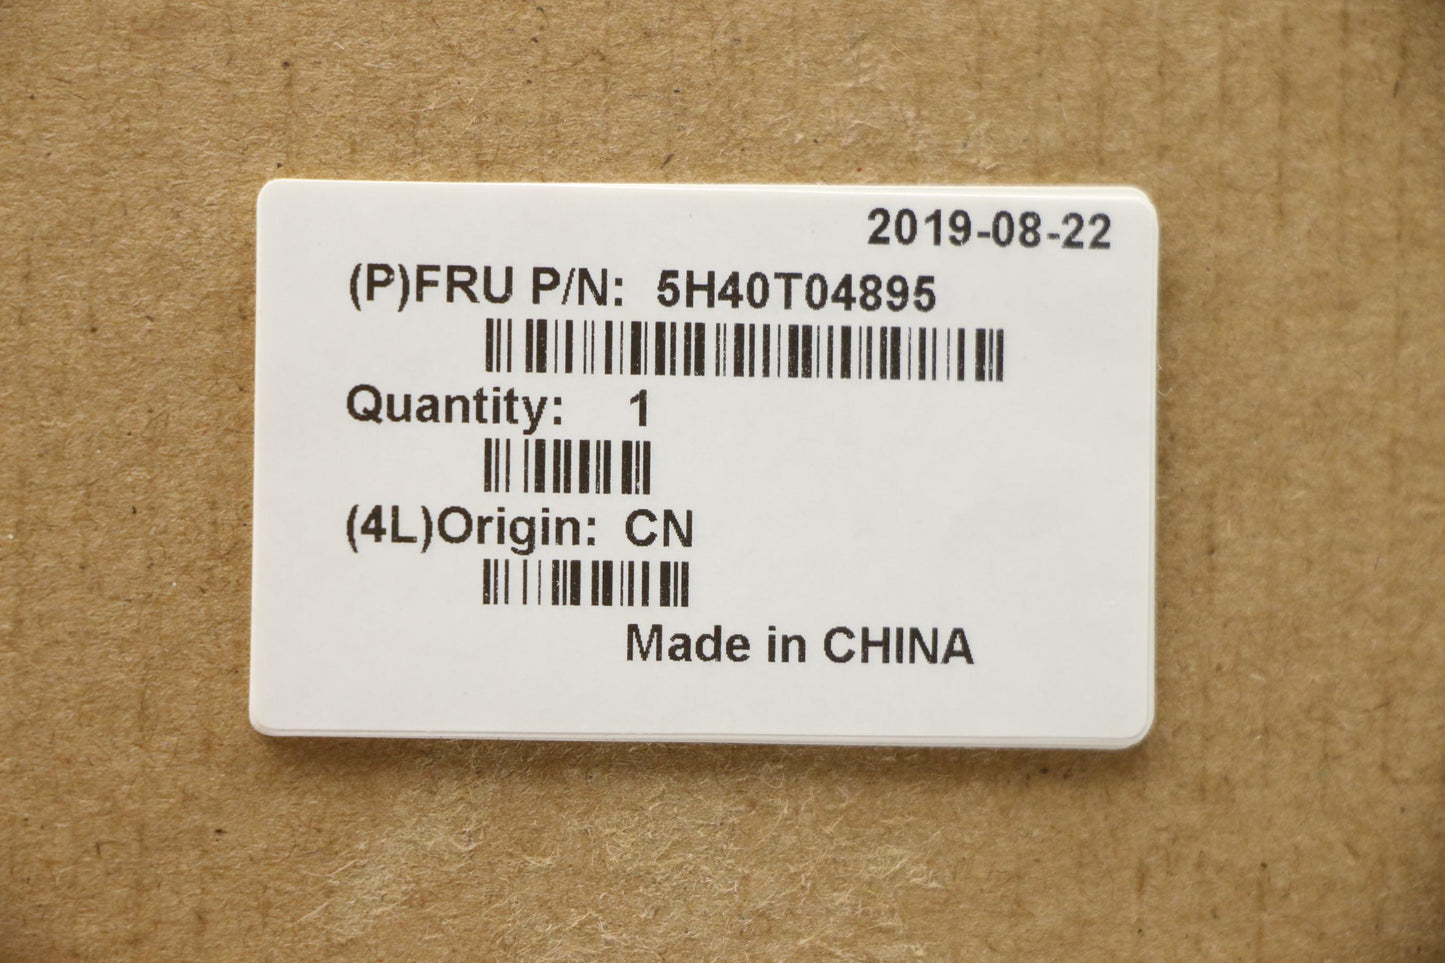 2019-08-22
(P)FRU P/N: 5H40T04895
Quantity: 1
(4L)Origin: CN
Made in CHINA